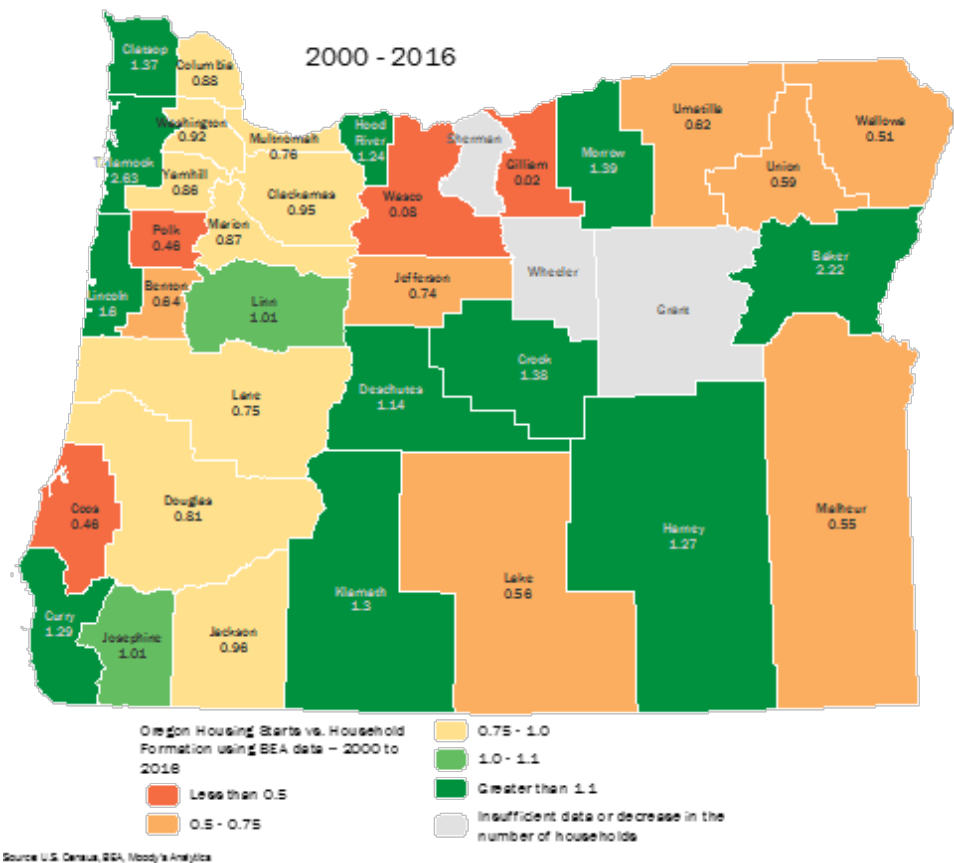 2000 - 2016
Clatsop
1.37
Columbia
0.88
Washington
0.92
Multnomah
0.76
Hood
River
1.24
Sherman
Gilliam
0.02
Morrow
1.39
Umatilla
0.62
Union
0.59
Wallowa
0.51
Tillamook
2.63
Yamhill
0.86
Clackamas
0.95
Wasco
0.08
Polk
0.46
Marion
0.87
Jefferson
0.74
Wheeler
Grant
Baker
2.22
Lincoln
1.6
Benton
0.64
Linn
1.01
Crook
1.38
Deschutes
1.14
Lane
0.75
Coos
0.46
Douglas
0.81
Harney
1.27
Malheur
0.55
Klamath
1.3
Lake
0.56
Curry
1.29
Josephine
1.01
Jackson
0.96
Oregon Housing Starts vs. Household
Formation using BEA data – 2000 to
2016
Less than 0.5
0.5 - 0.75
0.75 - 1.0
1.0 - 1.1
Greater than 1.1
Insufficient data or decrease in the
number of households
Source: U.S. Census, BEA, Moody's Analytics